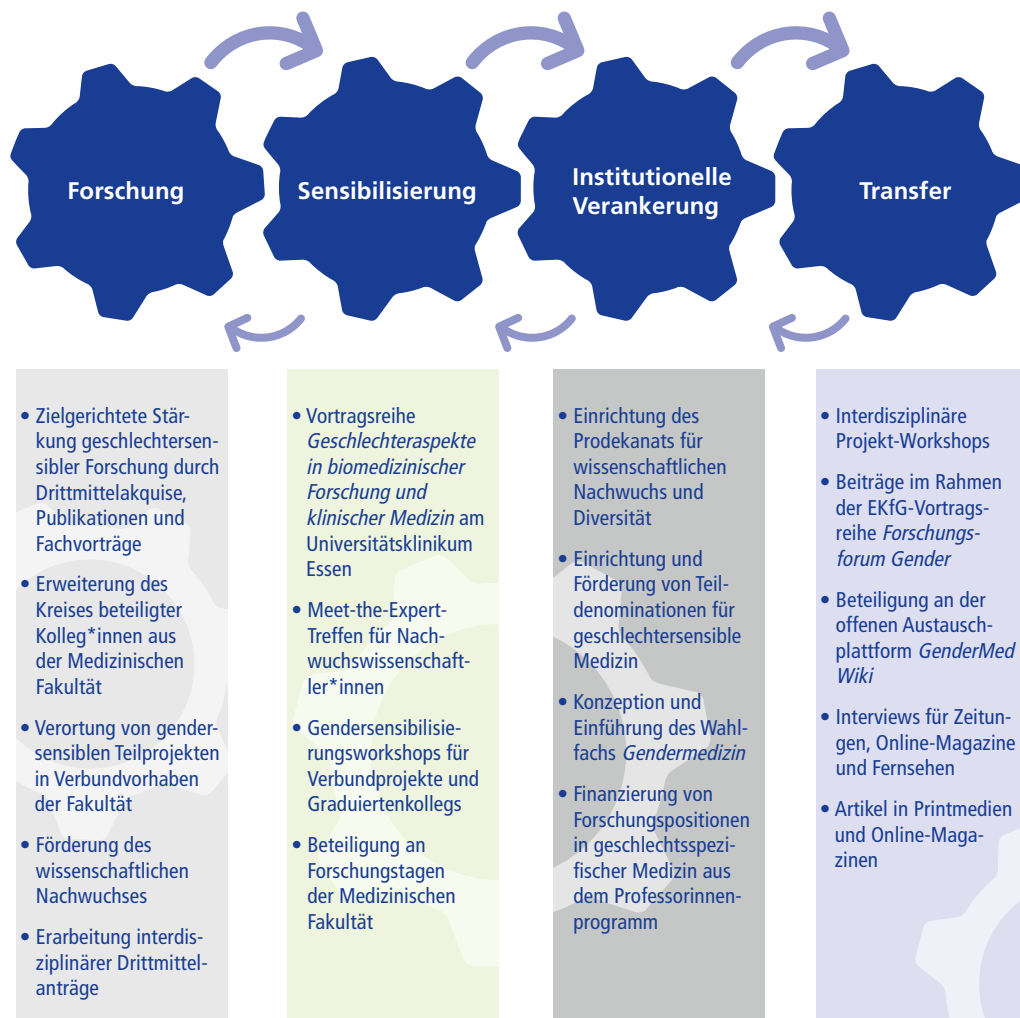 Forschung
Sensibilisierung
Institutionelle
Verankerung
Transfer
• Zielgerichtete Stär-
kung geschlechtersen-
sibler Forschung durch
Drittmittelakquise,
Publikationen und
Fachvorträge
• Erweiterung des
Kreises beteiligter
Kolleg*innen aus
der Medizinischen
Fakultät
• Verortung von gender-
sensiblen Teilprojekten
in Verbundvorhaben
der Fakultät
• Förderung des
wissenschaftlichen
Nachwuchses
• Erarbeitung interdis-
ziplinärer Drittmittel-
anträge
• Vortragsreihe
Geschlechteraspekte
in biomedizinischer
Forschung und
klinischer Medizin am
Universitätsklinikum
Essen
• Meet-the-Expert-
Treffen für Nach-
wuchswissenschaft-
ler*innen
• Gendersensibilisie-
rungsworkshops für
Verbundprojekte und
Graduiertenkollegs
• Beteiligung an
Forschungstagen
der Medizinischen
Fakultät
• Einrichtung des
Prodekanats für
wissenschaftlichen
Nachwuchs und
Diversität
• Einrichtung und
Förderung von Teil-
denominationen für
geschlechtersensible
Medizin
• Konzeption und
Einführung des Wahl-
fachs Gendermedizin
• Finanzierung von
Forschungspositionen
in geschlechtsspezi-
fischer Medizin aus
dem Professorinnen-
programm
• Interdisziplinäre
Projekt-Workshops
• Beiträge im Rahmen
der EKfG-Vortrags-
reihe Forschungs-
forum Gender
• Beteiligung an der
offenen Austausch-
plattform GenderMed
Wiki
• Interviews für Zeitun-
gen, Online-Magazine
und Fernsehen
• Artikel in Printmedien
und Online-Maga-
zinen